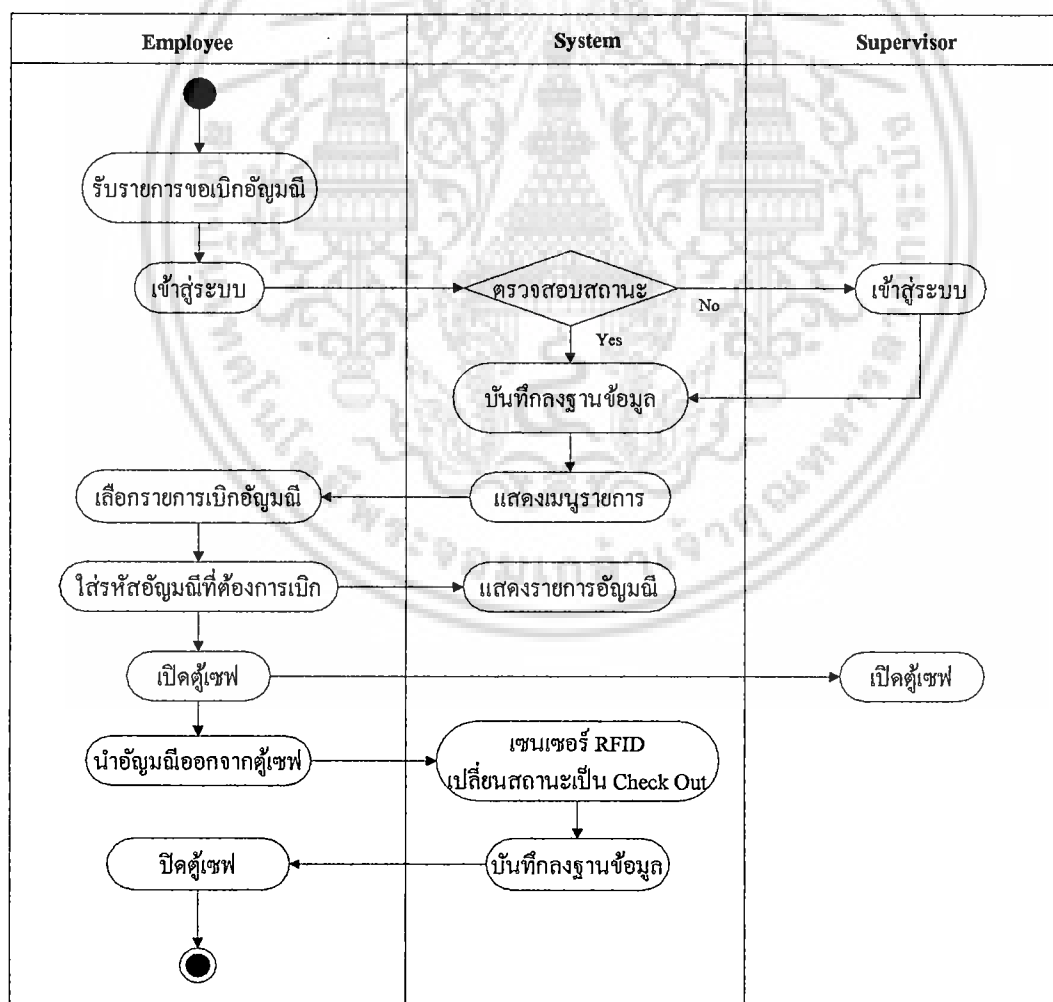 Employee
System
Supervisor
รับรายการขอเบิกอัญมณี
เข้าสู่ระบบ
ตรวจสอบสถานะ
No
เข้าสู่ระบบ
Yes
บันทึกลงฐานข้อมูล
เลือกรายการเบิกอัญมณี
แสดงเมนูรายการ
ใส่รหัสอัญมณีที่ต้องการเบิก
แสดงรายการอัญมณี
เปิดตู้เซฟ
เปิดตู้เซฟ
นำอัญมณีออกจากตู้เซฟ
เซนเซอร์ RFID
เปลี่ยนสถานะเป็น Check Out
ปิดตู้เซฟ
บันทึกลงฐานข้อมูล